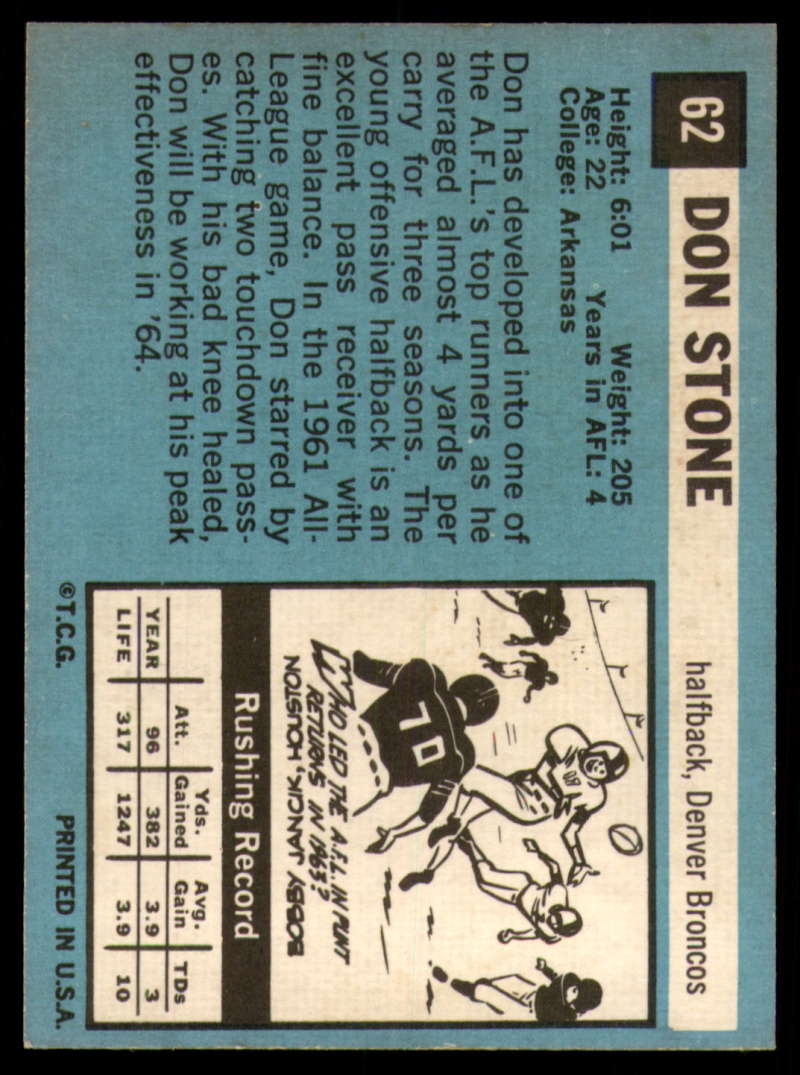 62 DON STONE halfback, Denver Broncos
Height: 6:01 Weight: 205
Age: 22 Years in AFL: 4
College: Arkansas
Don has developed into one of
the A.F.L.'s top runners as he
averaged almost 4 yards per
carry for three seasons. The
young offensive halfback is an
excellent pass receiver with
fine balance. In the 1961 All-
League game, Don starred by
catching two touchdown pass-
es. With his bad knee healed,
Don will be working at his peak
effectiveness in '64.
70
WHO LED THE A.F.L. IN PUNT
RETURNS IN 1963?
BOBBY JANCIK, HOUSTON
Rushing Record
Att. Yds. Gained Avg. Gain TDs
YEAR 96 382 3.9 3
LIFE 317 1247 3.9 10
©T.C.G. PRINTED IN U.S.A.